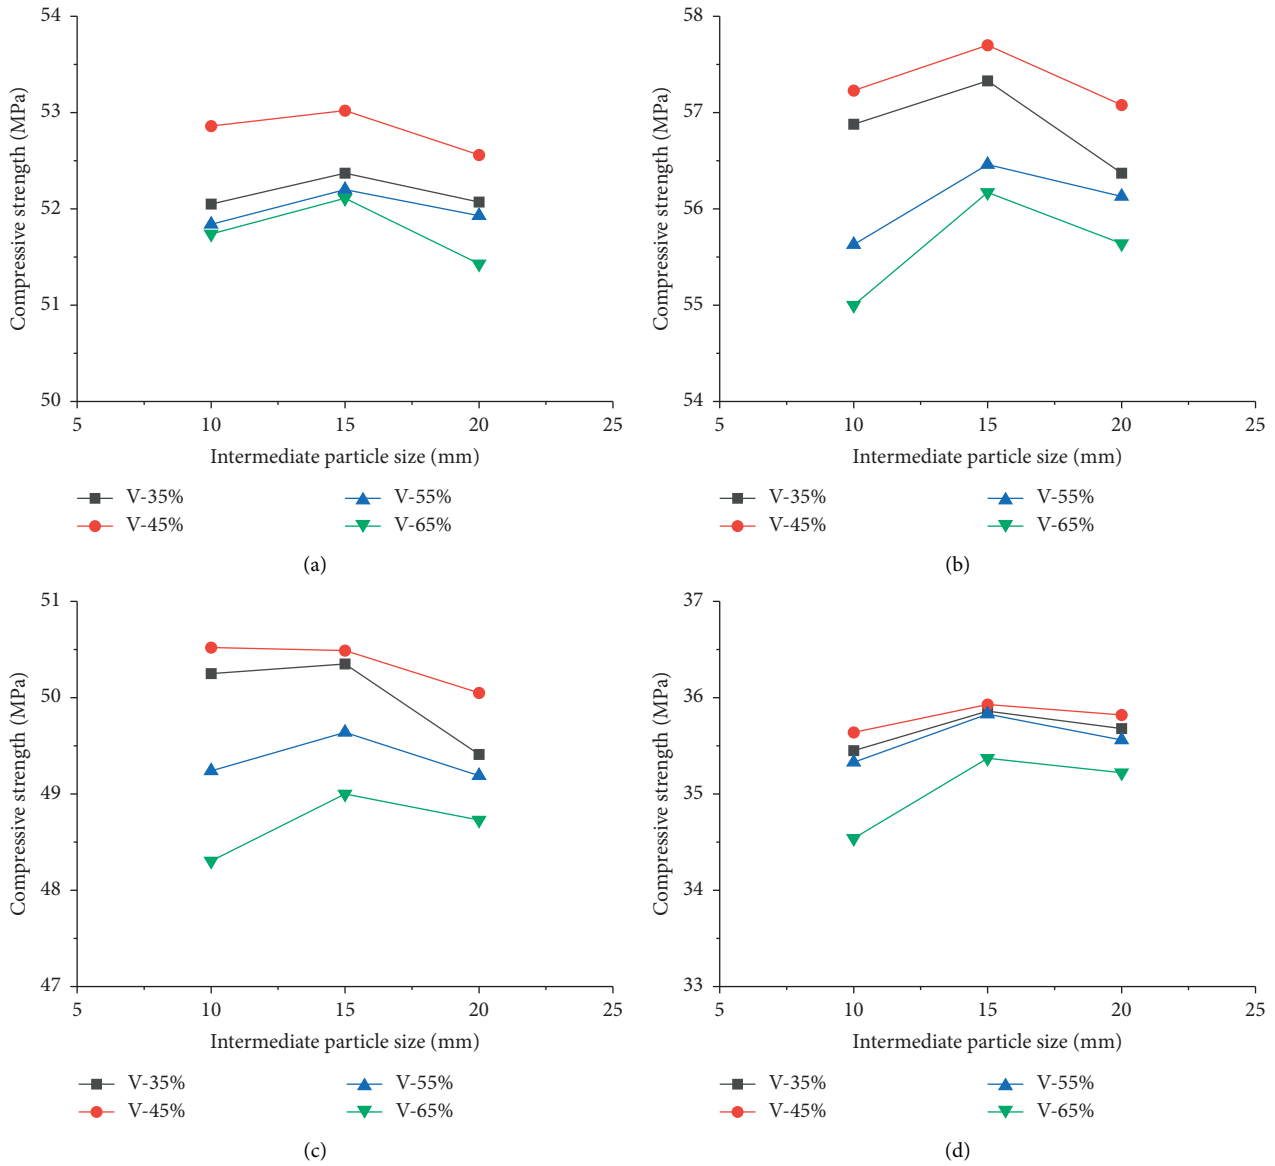 54
53
52
51
50
Compressive strength (MPa)
5 10 15 20 25
Intermediate particle size (mm)
V-35% V-55%
V-45% V-65%
(a)
58
57
56
55
54
Compressive strength (MPa)
5 10 15 20 25
Intermediate particle size (mm)
V-35% V-55%
V-45% V-65%
(b)
51
50
49
48
47
Compressive strength (MPa)
5 10 15 20 25
Intermediate particle size (mm)
V-35% V-55%
V-45% V-65%
(c)
37
36
35
34
33
Compressive strength (MPa)
5 10 15 20 25
Intermediate particle size (mm)
V-35% V-55%
V-45% V-65%
(d)